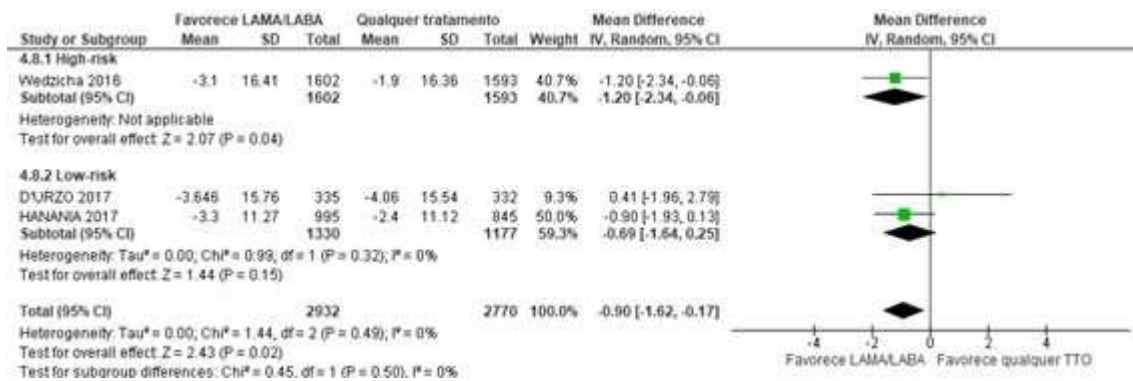 Favorece LAMA/LABA Qualquer tratamento Mean Difference Mean Difference
Study or Subgroup Mean SD Total Mean SD Total Weight IV, Random, 95% CI IV, Random, 95% CI
4.8.1 High-risk
Wedzicha 2016 -3.1 16.41 1602 -1.9 16.36 1593 40.7% -1.20 [-2.34, -0.06]
Subtotal (95% CI) 1602 1593 40.7% -1.20 [-2.34, -0.06]
Heterogeneity: Not applicable
Test for overall effect: Z = 2.07 (P = 0.04)
4.8.2 Low-risk
D'URZO 2017 -3.646 15.76 335 -4.06 15.54 332 9.3% 0.41 [-1.96, 2.79]
HANANIA 2017 -3.3 11.27 995 -2.4 11.12 845 50.0% -0.90 [-1.93, 0.13]
Subtotal (95% CI) 1330 1177 59.3% -0.69 [-1.64, 0.25]
Heterogeneity: Tau² = 0.00; Chi² = 0.99, df = 1 (P = 0.32); I² = 0%
Test for overall effect: Z = 1.44 (P = 0.15)
Total (95% CI) 2932 2770 100.0% -0.90 [-1.62, -0.17]
Heterogeneity: Tau² = 0.00; Chi² = 1.44, df = 2 (P = 0.49); I² = 0%
Test for overall effect: Z = 2.43 (P = 0.02)
Test for subgroup differences: Chi² = 0.45, df = 1 (P = 0.50), I² = 0%
-4 -2 0 2 4
Favorece LAMA/LABA Favorece qualquer TTO